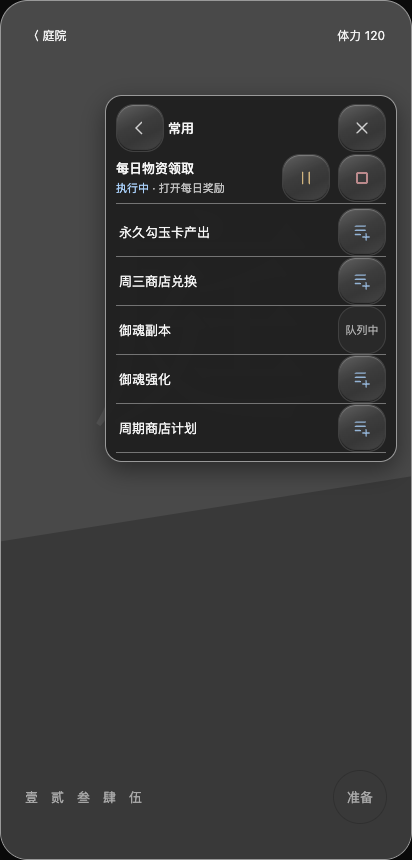 〈 庭院
体力 120
常用
每日物资领取
执行中 · 打开每日奖励
永久勾玉卡产出
周三商店兑换
御魂副本
队列中
御魂强化
周期商店计划
壹 贰 叁 肆 伍
准备